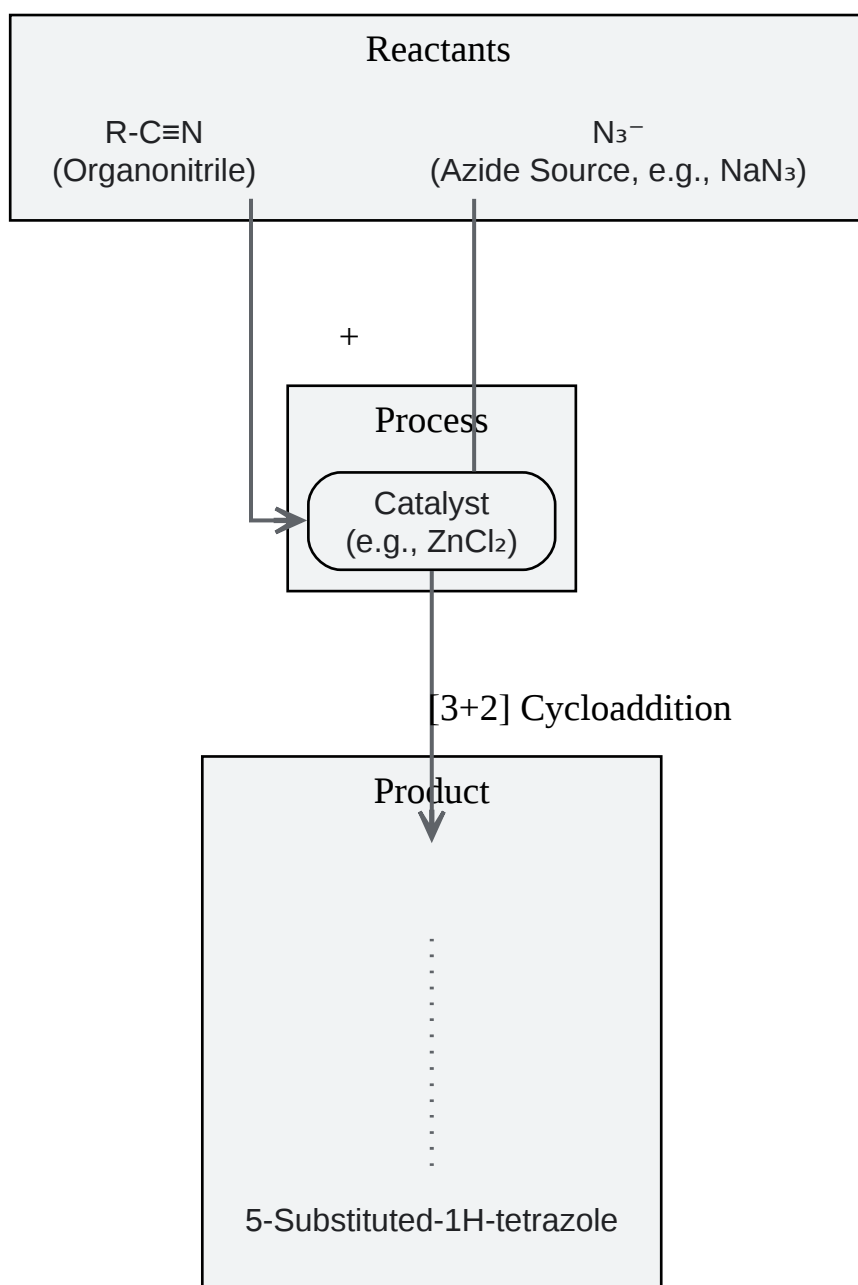 Reactants
R-C≡N
(Organonitrile)
N₃⁻
(Azide Source, e.g., NaN₃)
+
Process
Catalyst
(e.g., ZnCl₂)
[3+2] Cycloaddition
Product
5-Substituted-1H-tetrazole